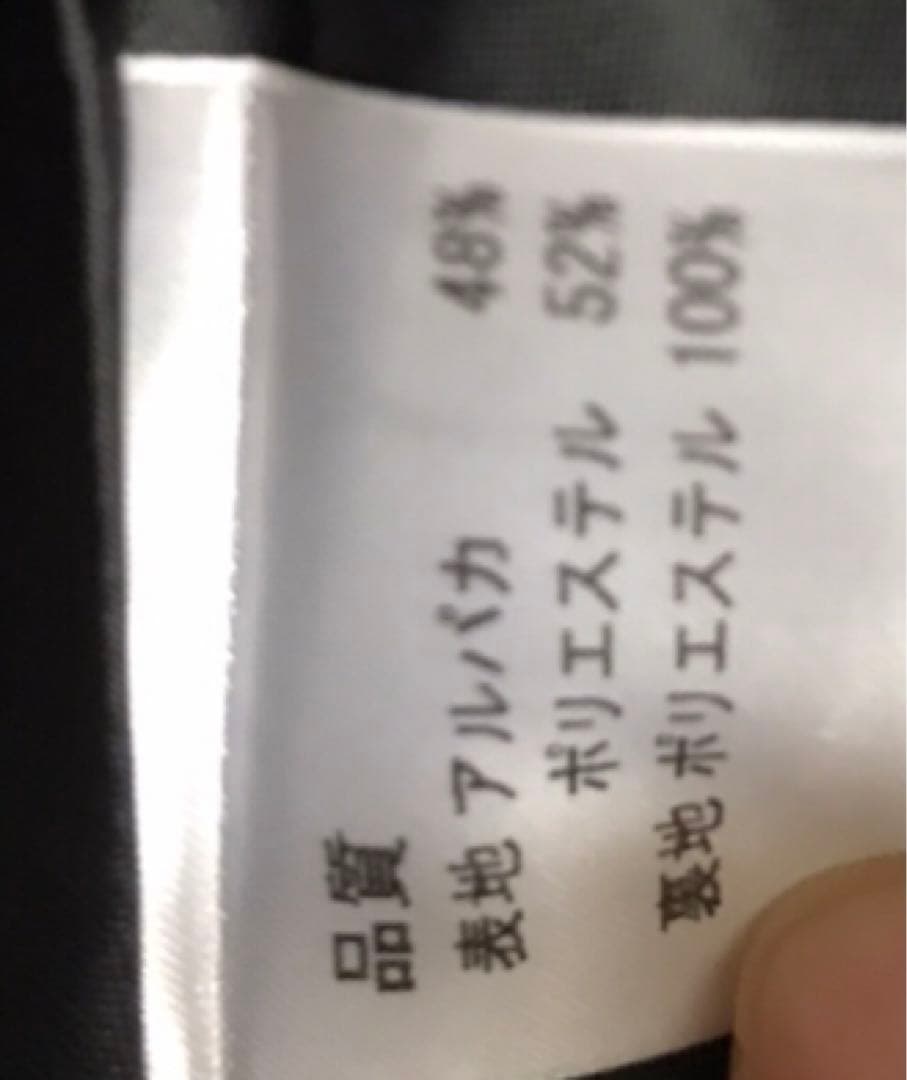 品質
表地 アルパカ 48%
ポリエステル 52%
裏地 ポリエステル 100%